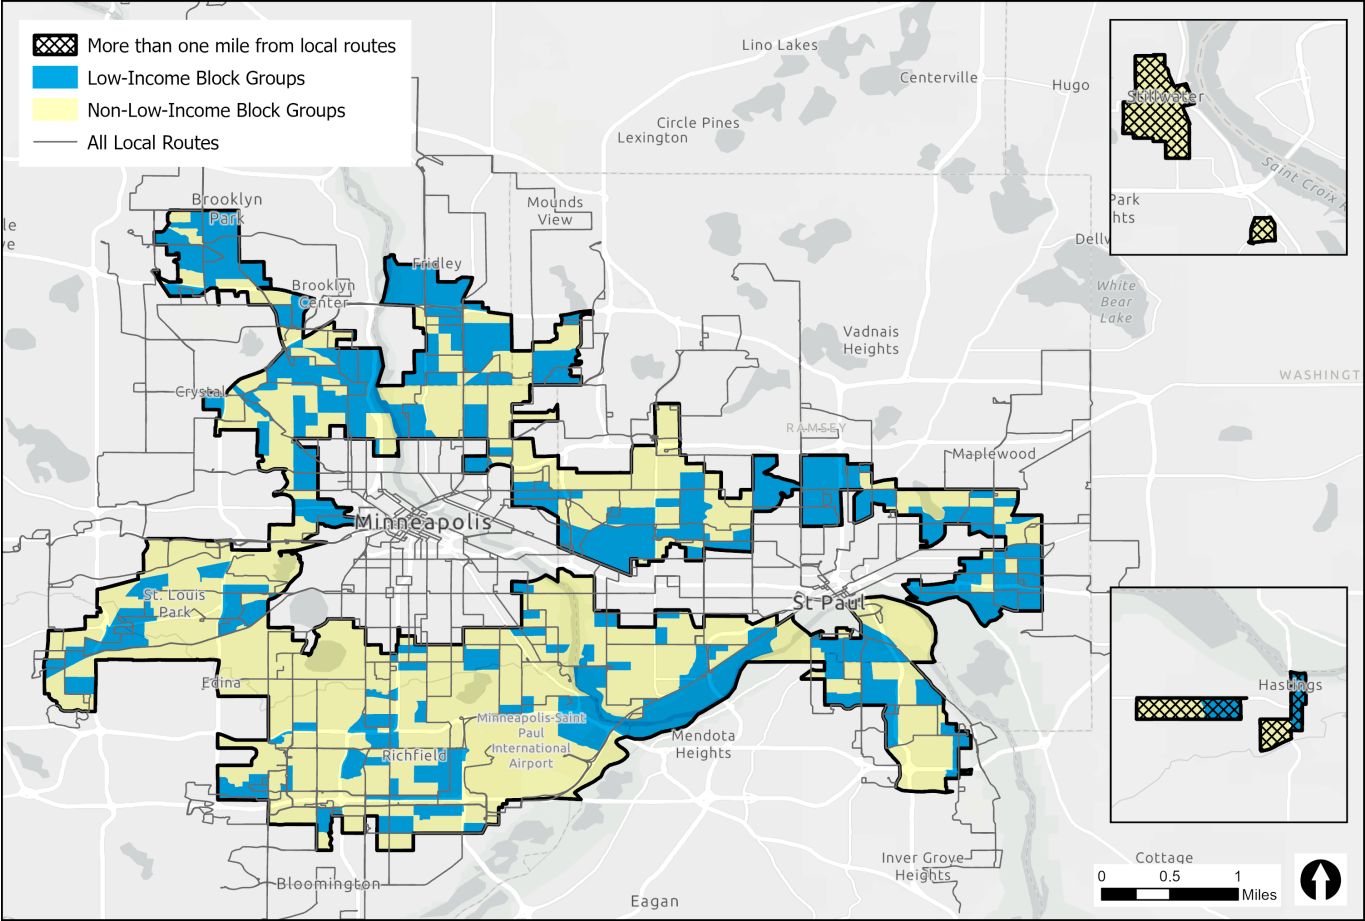 More than one mile from local routes
Low-Income Block Groups
Non-Low-Income Block Groups
All Local Routes
Lino Lakes
Centerville
Hugo
Circle Pines
Lexington
Stillwater
Saint Croix
Park
hts
Brooklyn
Park
Mounds
View
le
ve
Fridley
Brooklyn
Center
White
Bear
Lake
Vadnais
Heights
WASHINGT
Crystal
RAMSEY
Maplewood
Minneapolis
St. Louis
Park
St Paul
Edina
Minneapolis-Saint
Paul
International
Airport
Mendota
Heights
Richfield
Hastings
Inver Grove
Heights
Cottage
Bloomington
Eagan
0 0.5 1
Miles